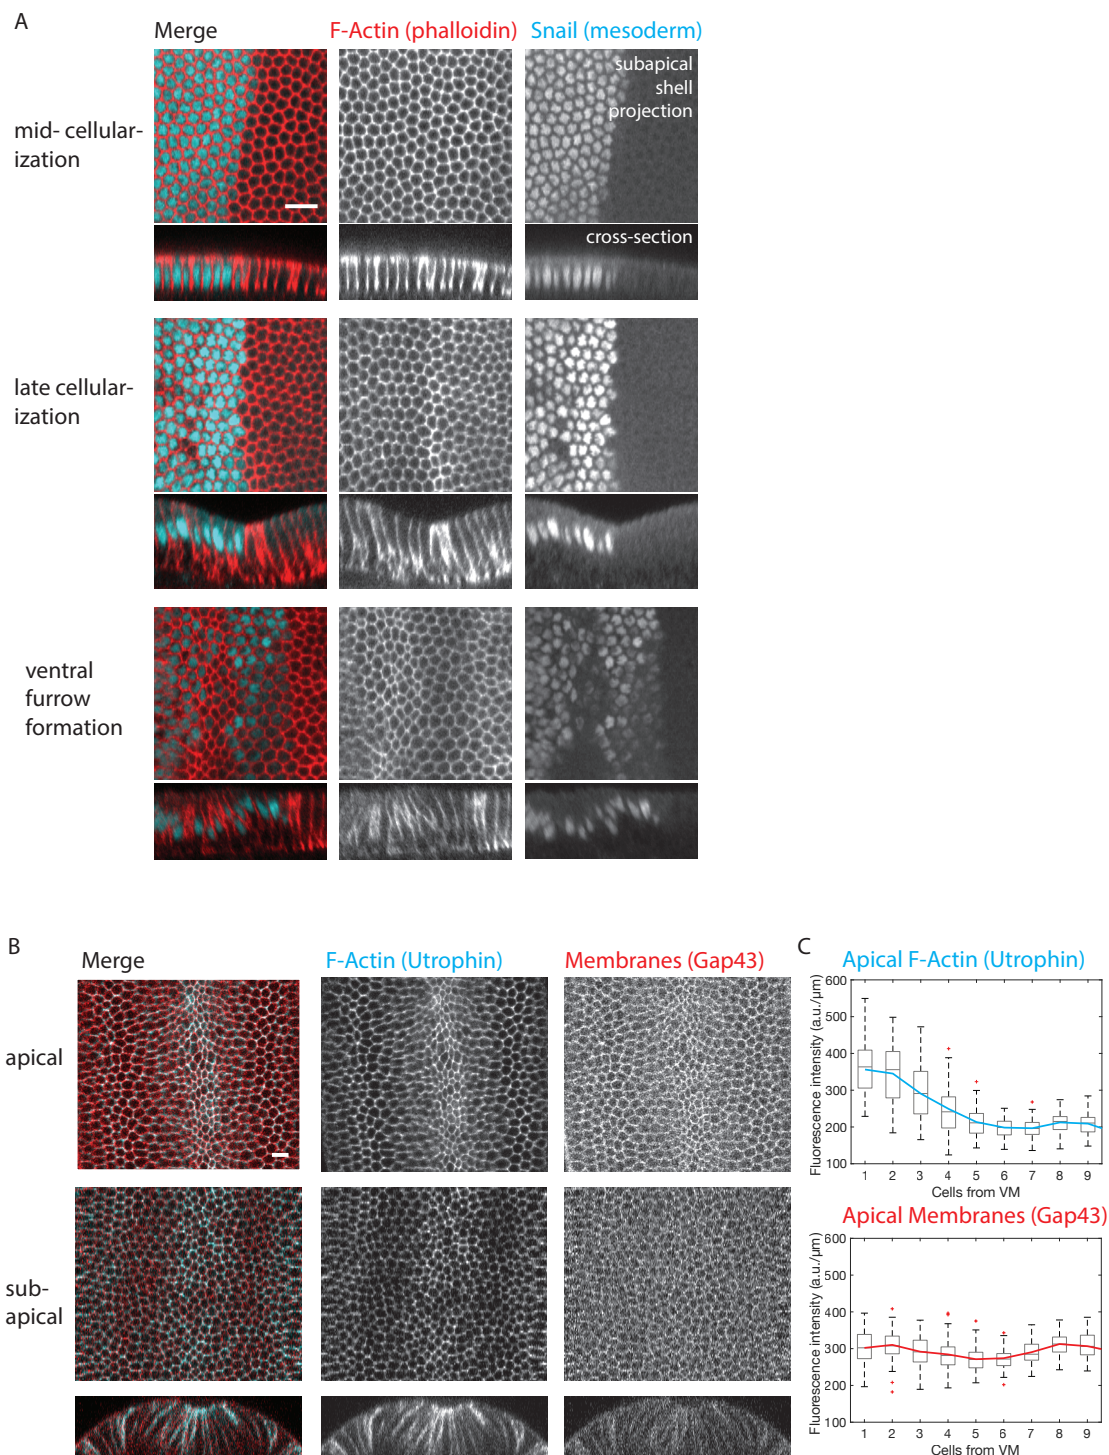 A
Merge
F-Actin (phalloidin)
Snail (mesoderm)
subapical
shell
projection
mid- cellular-
ization
cross-section
late cellular-
ization
ventral
furrow
formation
B
Merge
F-Actin (Utrophin)
Membranes (Gap43)
apical
sub-
apical
C
Apical F-Actin (Utrophin)
Fluorescence intensity (a.u./µm)
600
500
400
300
200
100
1 2 3 4 5 6 7 8 9
Cells from VM
Apical Membranes (Gap43)
Fluorescence intensity (a.u./µm)
600
500
400
300
200
100
1 2 3 4 5 6 7 8 9
Cells from VM